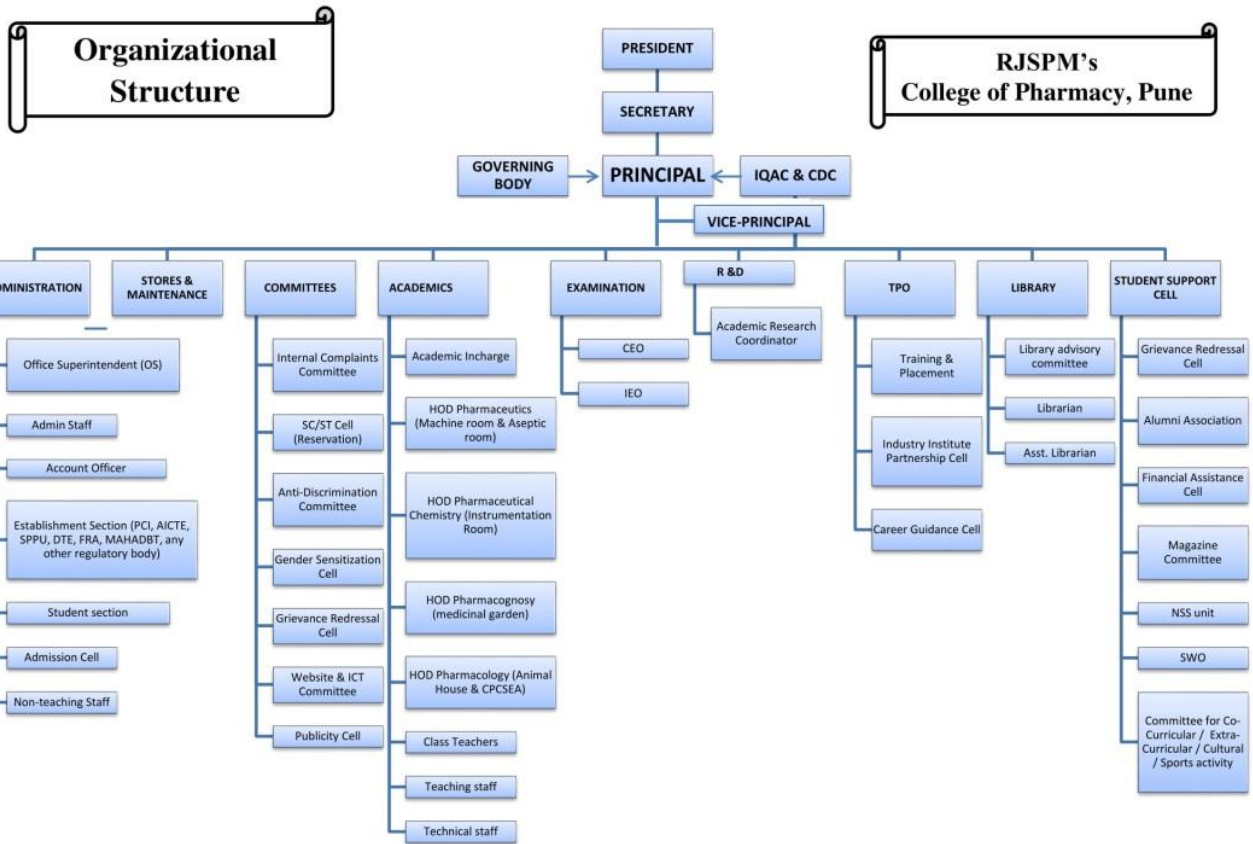 Organizational
Structure
RJSPM’s
College of Pharmacy, Pune
PRESIDENT
SECRETARY
GOVERNING
BODY
PRINCIPAL
IQAC & CDC
VICE-PRINCIPAL
DMINISTRATION
STORES &
MAINTENANCE
COMMITTEES
ACADEMICS
EXAMINATION
R &D
TPO
LIBRARY
STUDENT SUPPORT
CELL
Office Superintendent (OS)
Admin Staff
Account Officer
Establishment Section (PCI, AICTE,
SPPU, DTE, FRA, MAHADBT, any
other regulatory body)
Student section
Admission Cell
Non-teaching Staff
Internal Complaints
Committee
SC/ST Cell
(Reservation)
Anti-Discrimination
Committee
Gender Sensitization
Cell
Grievance Redressal
Cell
Website & ICT
Committee
Publicity Cell
Academic Incharge
HOD Pharmaceutics
(Machine room & Aseptic
room)
HOD Pharmaceutical
Chemistry (Instrumentation
Room)
HOD Pharmacognosy
(medicinal garden)
HOD Pharmacology (Animal
House & CPCSEA)
Class Teachers
Teaching staff
Technical staff
CEO
IEO
Academic Research
Coordinator
Training &
Placement
Industry Institute
Partnership Cell
Career Guidance Cell
Library advisory
committee
Librarian
Asst. Librarian
Grievance Redressal
Cell
Alumni Association
Financial Assistance
Cell
Magazine
Committee
NSS unit
SWO
Committee for Co-
Curricular / Extra-
Curricular / Cultural
/ Sports activity